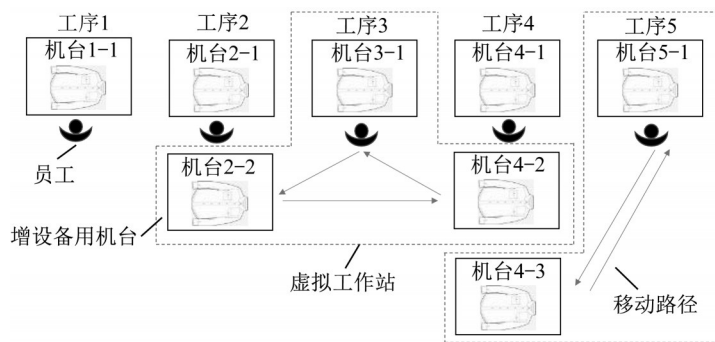 工序1
工序2
工序3
工序4
工序5
机台1-1
机台2-1
机台3-1
机台4-1
机台5-1
员工
机台2-2
机台4-2
增设备用机台
虚拟工作站
机台4-3
移动路径